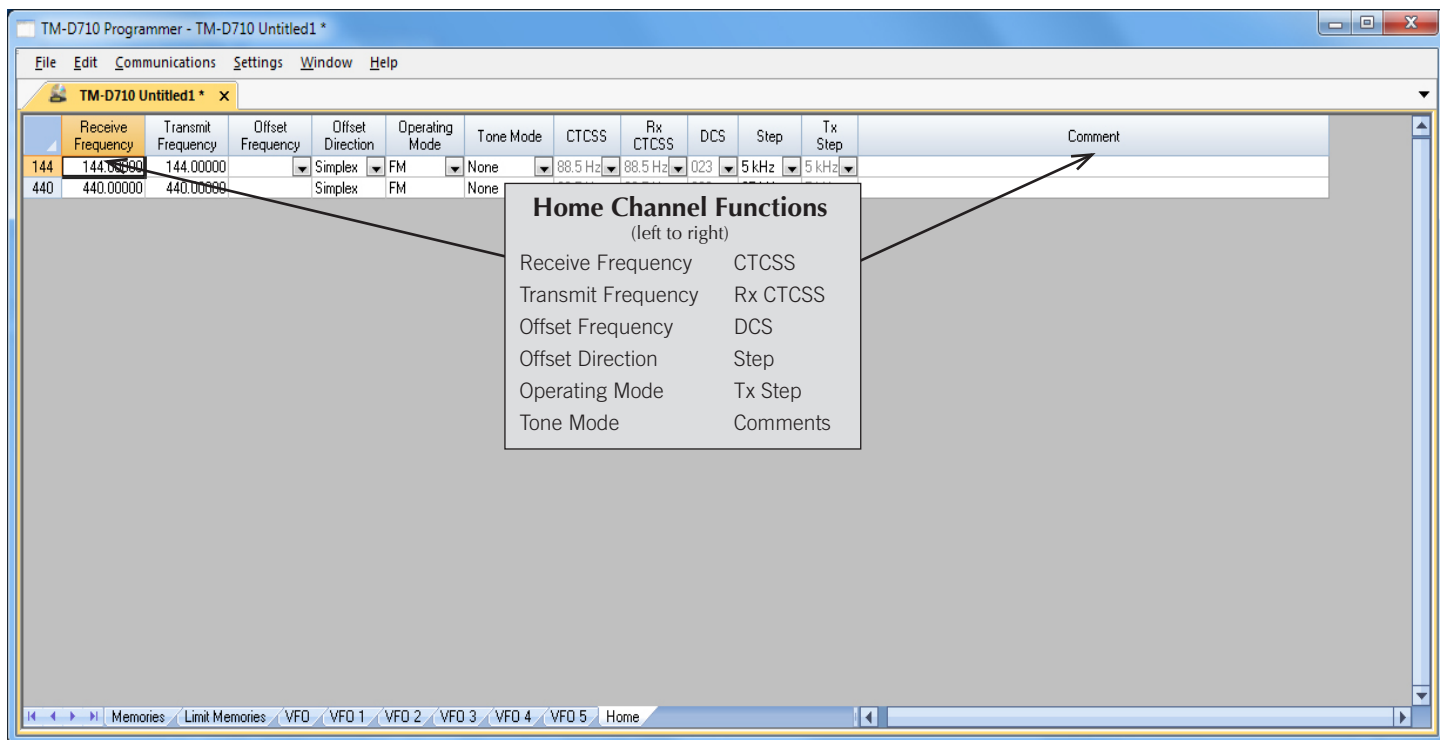 TM-D710 Programmer - TM-D710 Untitled1 *
File Edit Communications Settings Window Help
TM-D710 Untitled1 * X
Receive Frequency Transmit Frequency Offset Frequency Offset Direction Operating Mode Tone Mode CTCSS Rx CTCSS DCS Step Tx Step Comment
144 144.00000 144.00000 Simplex FM None 88.5 Hz 88.5 Hz 023 5 kHz 5 kHz
440 440.00000 440.00000 Simplex FM None
Home Channel Functions
(left to right)
Receive Frequency CTCSS
Transmit Frequency Rx CTCSS
Offset Frequency DCS
Offset Direction Step
Operating Mode Tx Step
Tone Mode Comments
Memories Limit Memories VFO VFO 1 VFO 2 VFO 3 VFO 4 VFO 5 Home